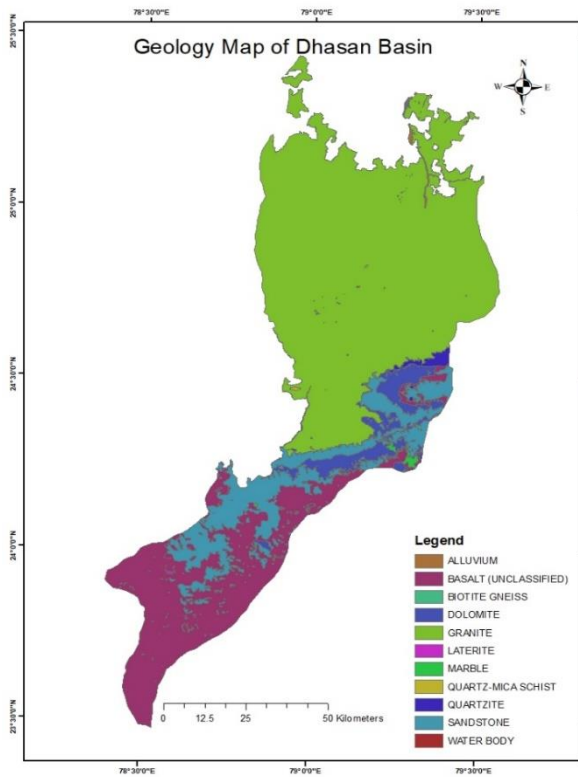 78°30'0"E 79°0'0"E 79°30'0"E
Geology Map of Dhasan Basin
25°30'0"N
N
W E
S
25°0'0"N
24°30'0"N
24°0'0"N
23°30'0"N
Legend
ALLUVIUM
BASALT (UNCLASSIFIED)
BIOTITE GNEISS
DOLOMITE
GRANITE
LATERITE
MARBLE
QUARTZ-MICA SCHIST
QUARTZITE
SANDSTONE
WATER BODY
0 12.5 25 50 Kilometers
78°30'0"E 79°0'0"E 79°30'0"E